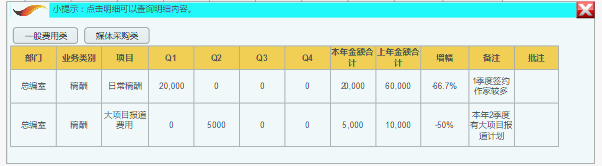 小提示：点击明细可以查询明细内容。
一般费用类 媒体采购类
部门 业务类别 项目 Q1 Q2 Q3 Q4 本年金额合计 上年金额合计 增幅 备注 批注
总编室 稿酬 日常稿酬 20,000 0 0 0 20,000 60,000 -66.7% 1季度签约作家较多
总编室 稿酬 大项目报道费用 0 5000 0 0 5,000 10,000 -50% 本年2季度有大项目报道计划